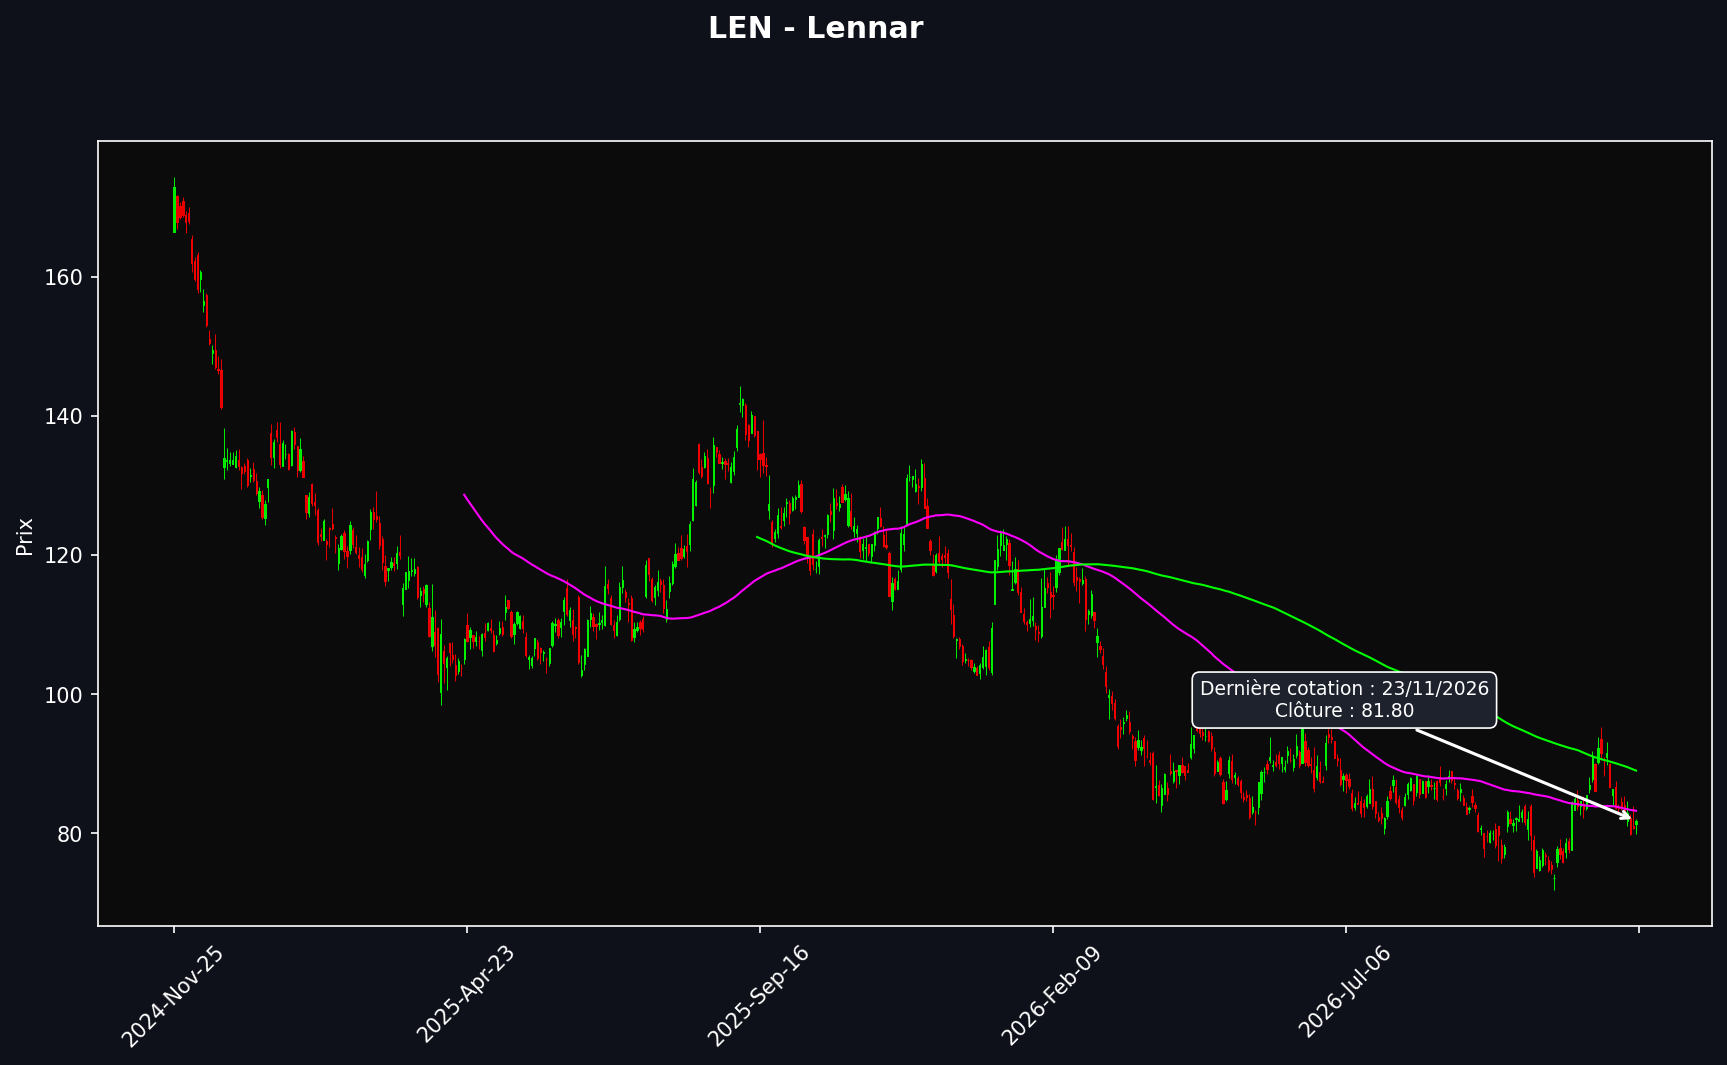 LEN - Lennar
Prix
160
140
120
100
80
Dernière cotation : 23/11/2026
Clôture : 81.80
2024-Nov-25
2025-Apr-23
2025-Sep-16
2026-Feb-09
2026-Jul-06